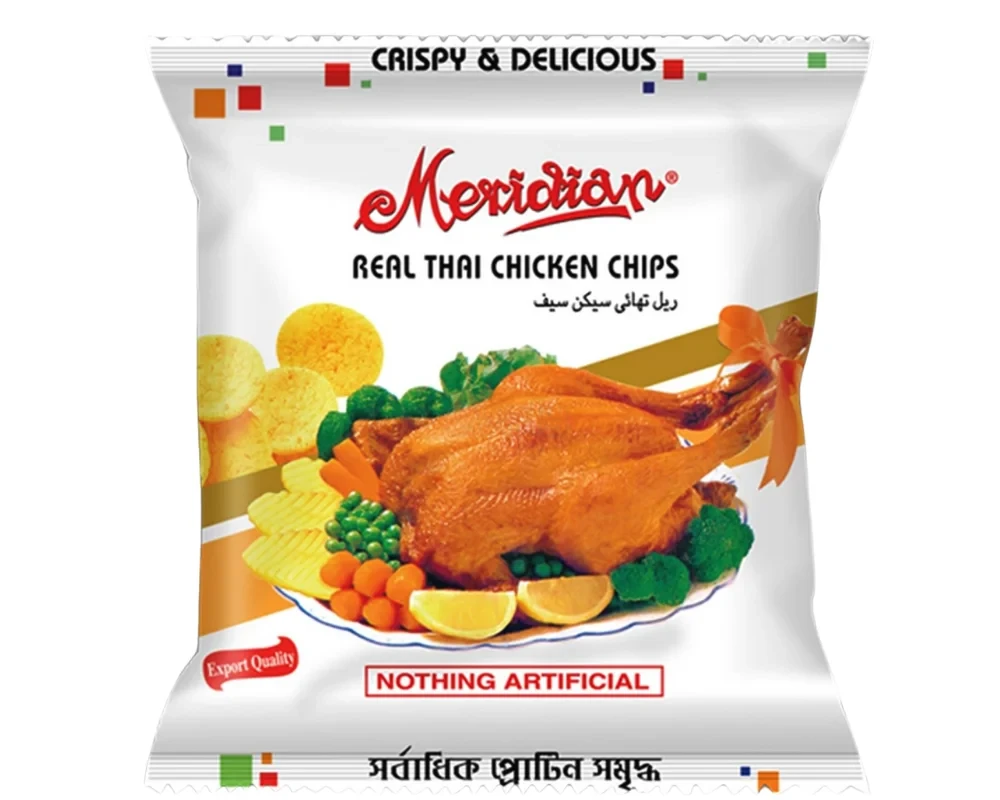 CRISPY & DELICIOUS
Meridian®
REAL THAI CHICKEN CHIPS
ریل تھائی سیکن سیف
Export Quality
NOTHING ARTIFICIAL
সর্বাধিক প্রোটিন সমৃদ্ধ